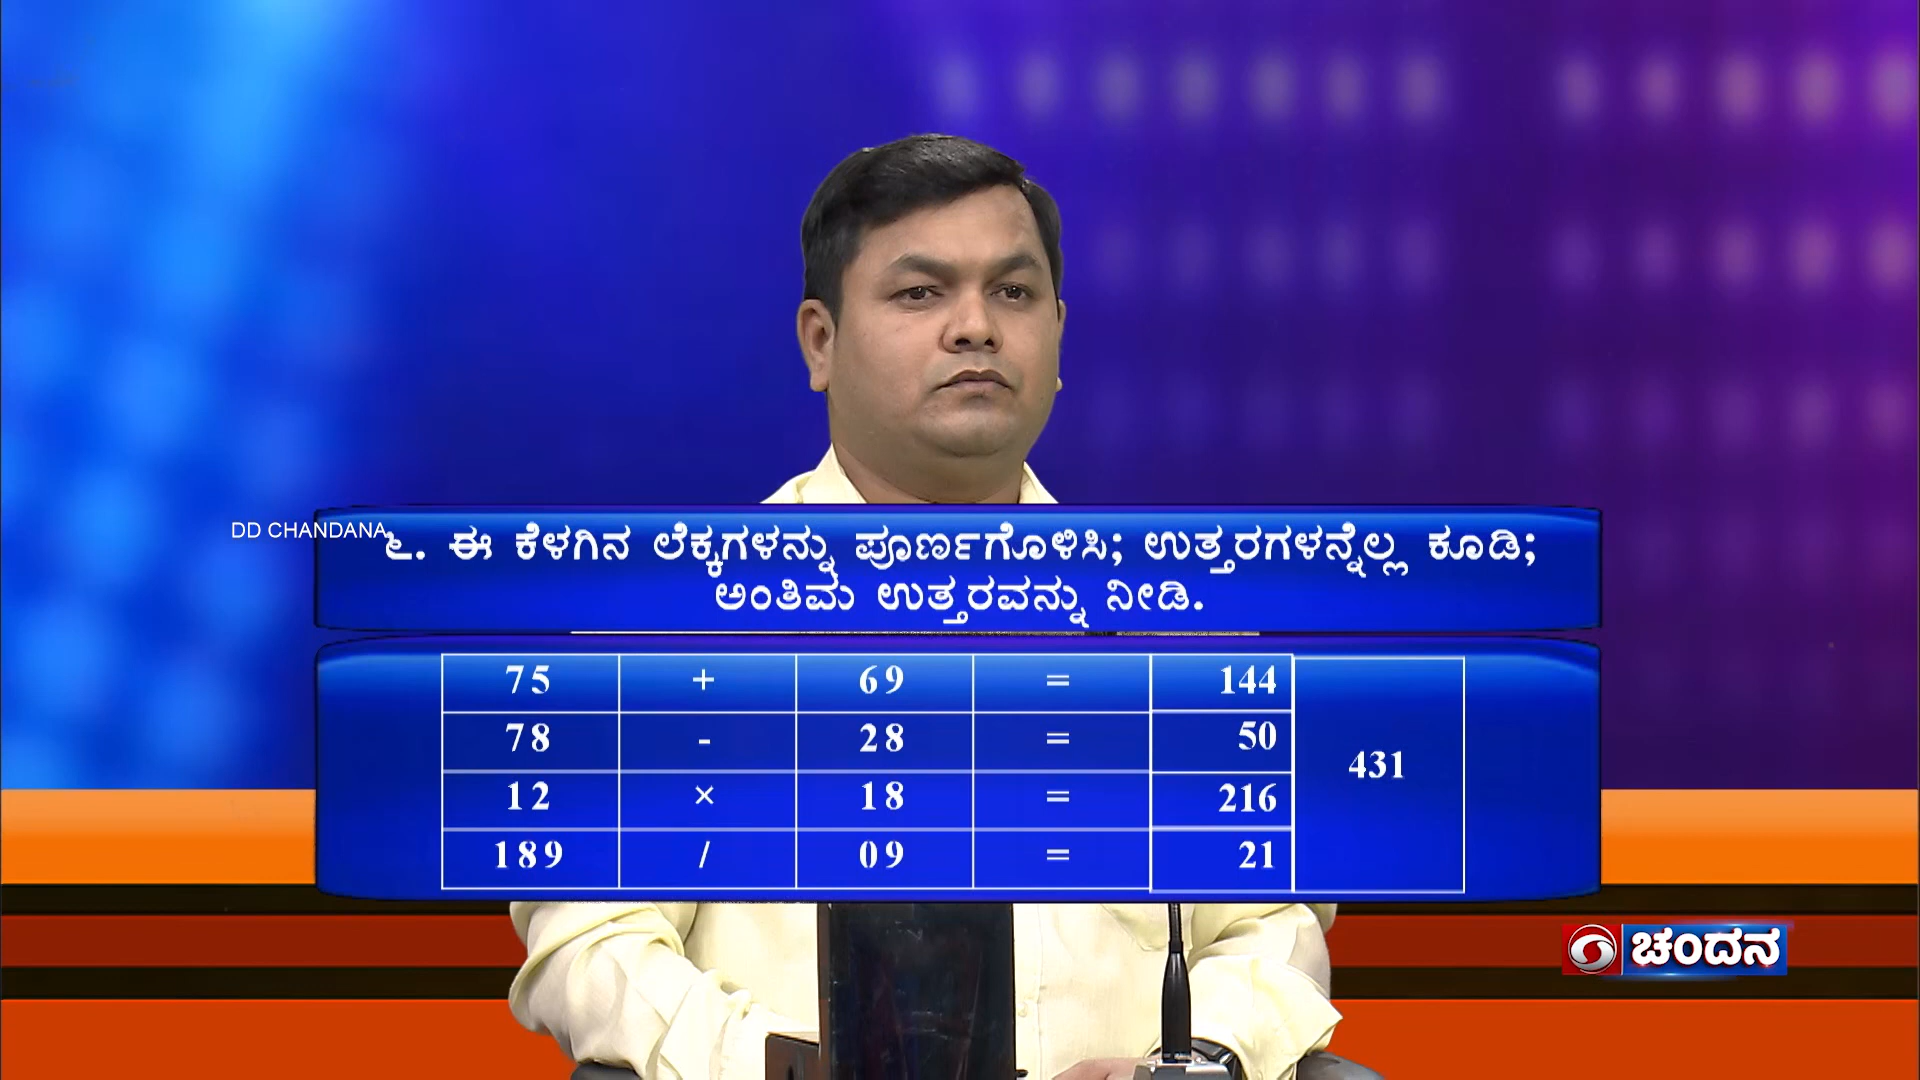 DD CHANDANA
೬. ಈ ಕೆಳಗಿನ ಲೆಕ್ಕಗಳನ್ನು ಪೂರ್ಣಗೊಳಿಸಿ; ಉತ್ತರಗಳನ್ನೆಲ್ಲ ಕೂಡಿ;
ಅಂತಿಮ ಉತ್ತರವನ್ನು ನೀಡಿ.
75 + 69 = 144
78 - 28 = 50
431
12 × 18 = 216
189 / 09 = 21
ಚಂದನ